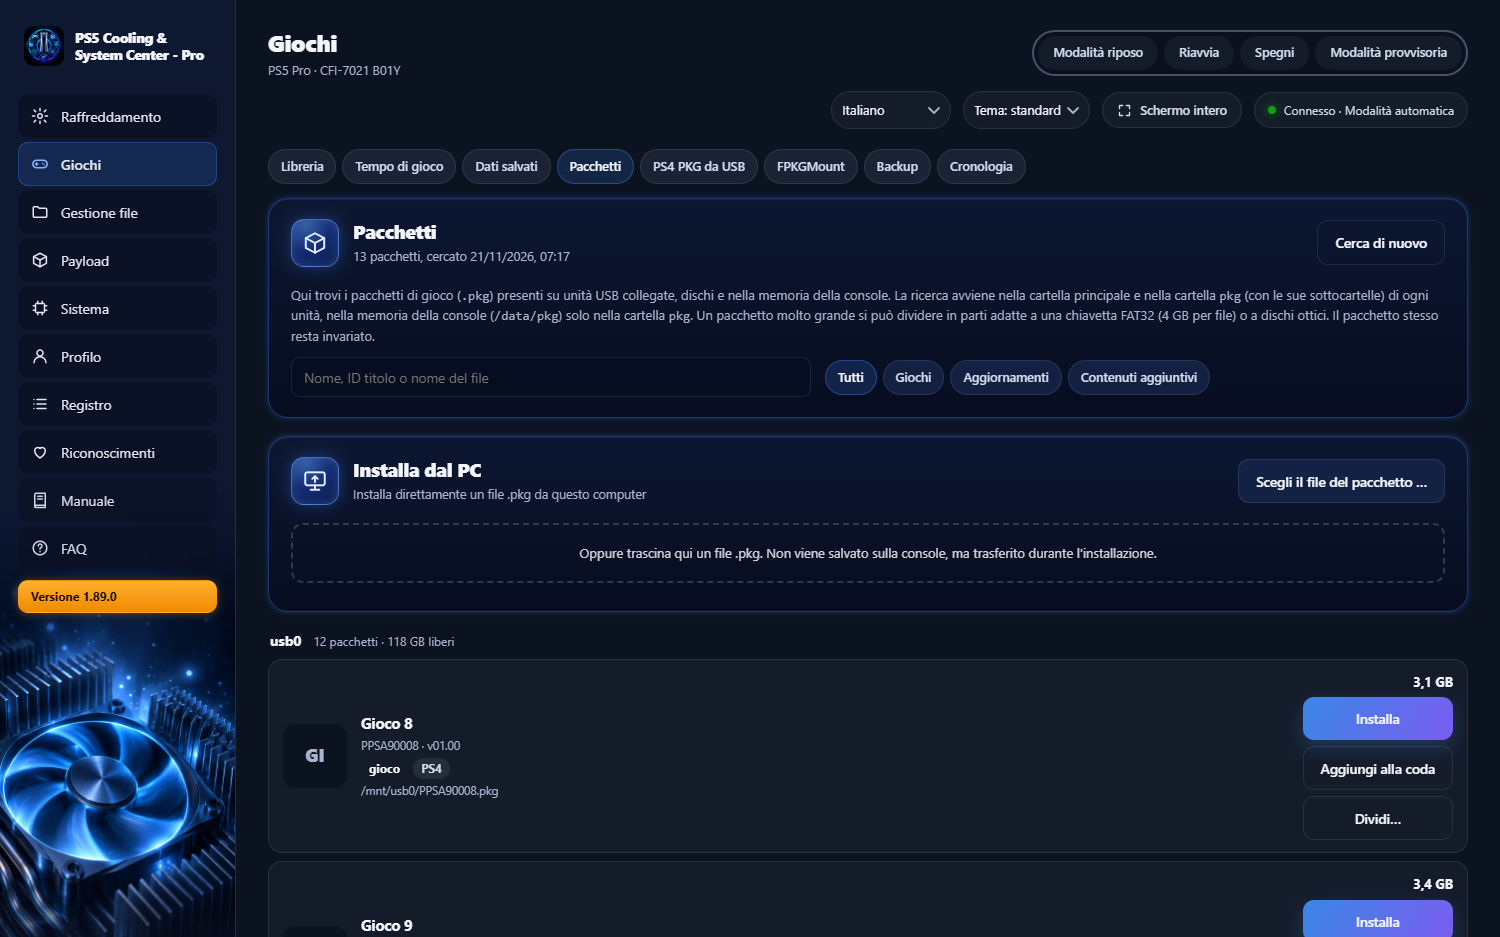 PS5 Cooling &
System Center - Pro
Raffreddamento
Giochi
Gestione file
Payload
Sistema
Profilo
Registro
Riconoscimenti
Manuale
FAQ
Versione 1.89.0
Giochi
PS5 Pro · CFI-7021 B01Y
Modalità riposo
Riavvia
Spegni
Modalità provvisoria
Italiano
Tema: standard
Schermo intero
Connesso · Modalità automatica
Libreria
Tempo di gioco
Dati salvati
Pacchetti
PS4 PKG da USB
FPKGMount
Backup
Cronologia
Pacchetti
13 pacchetti, cercato 21/11/2026, 07:17
Cerca di nuovo
Qui trovi i pacchetti di gioco (.pkg) presenti su unità USB collegate, dischi e nella memoria della console. La ricerca avviene nella cartella principale e nella cartella pkg (con le sue sottocartelle) di ogni
unità, nella memoria della console (/data/pkg) solo nella cartella pkg. Un pacchetto molto grande si può dividere in parti adatte a una chiavetta FAT32 (4 GB per file) o a dischi ottici. Il pacchetto stesso
resta invariato.
Nome, ID titolo o nome del file
Tutti
Giochi
Aggiornamenti
Contenuti aggiuntivi
Installa dal PC
Installa direttamente un file .pkg da questo computer
Scegli il file del pacchetto ...
Oppure trascina qui un file .pkg. Non viene salvato sulla console, ma trasferito durante l'installazione.
usb0 12 pacchetti · 118 GB liberi
3,1 GB
GI
Gioco 8
PPSA90008 · v01.00
gioco PS4
/mnt/usb0/PPSA90008.pkg
Installa
Aggiungi alla coda
Dividi...
3,4 GB
Gioco 9
Installa